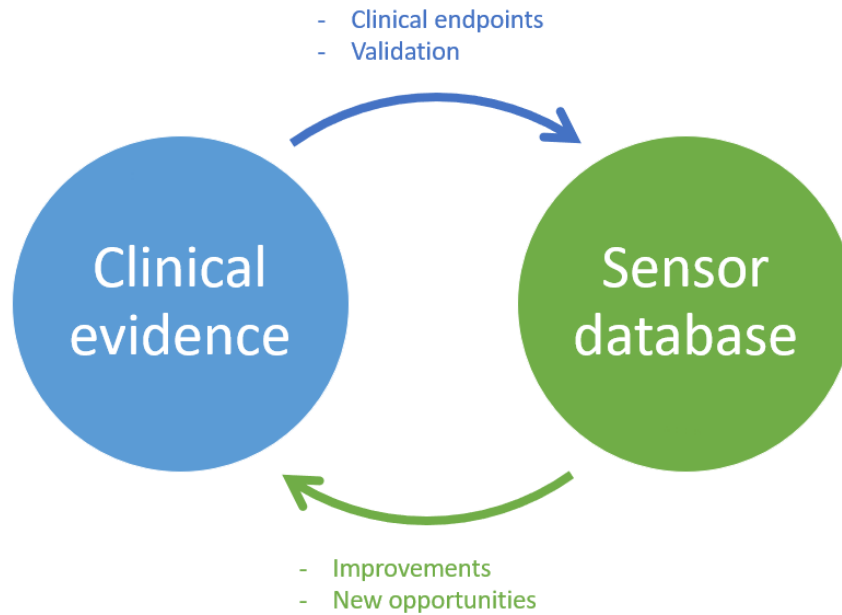 - Clinical endpoints
- Validation
Clinical
evidence
Sensor
database
- Improvements
- New opportunities